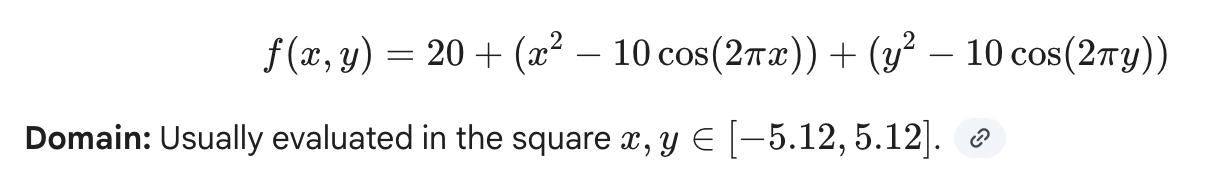 f(x, y) = 20 + (x² − 10 cos(2πx)) + (y² − 10 cos(2πy))
Domain: Usually evaluated in the square x, y ∈ [−5.12, 5.12].